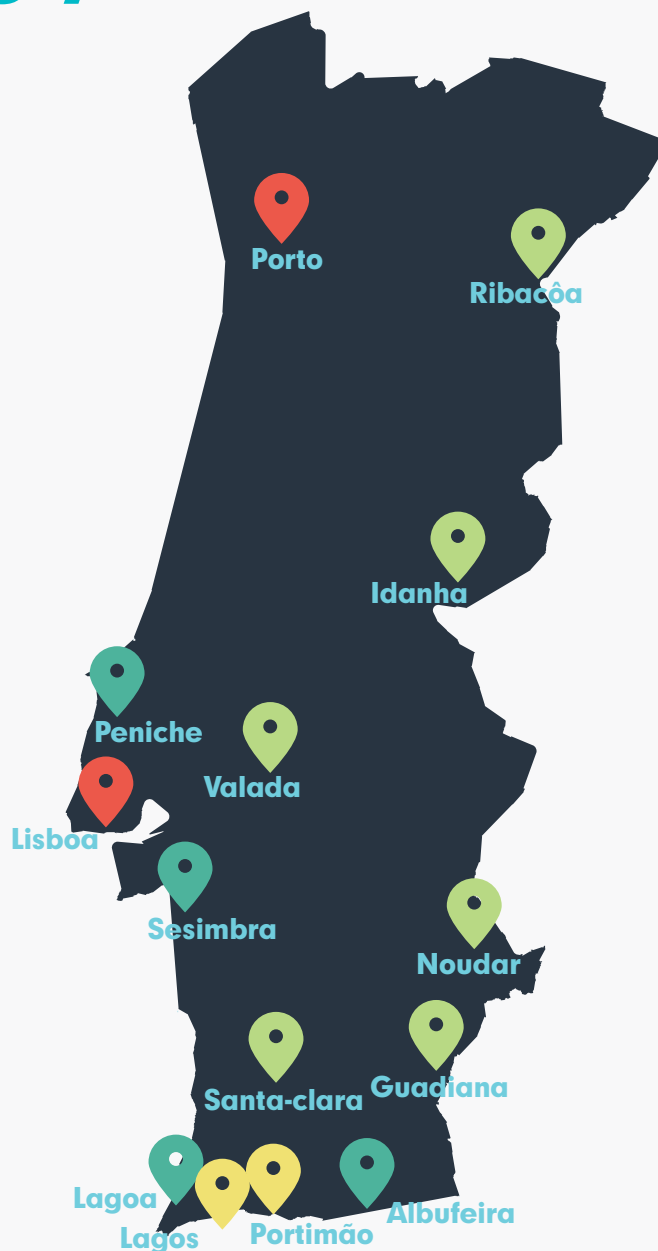 Porto
Ribacôa
Idanha
Peniche
Valada
Lisboa
Sesimbra
Noudar
Guadiana
Santa-clara
Lagoa
Albufeira
Portimão
Lagos